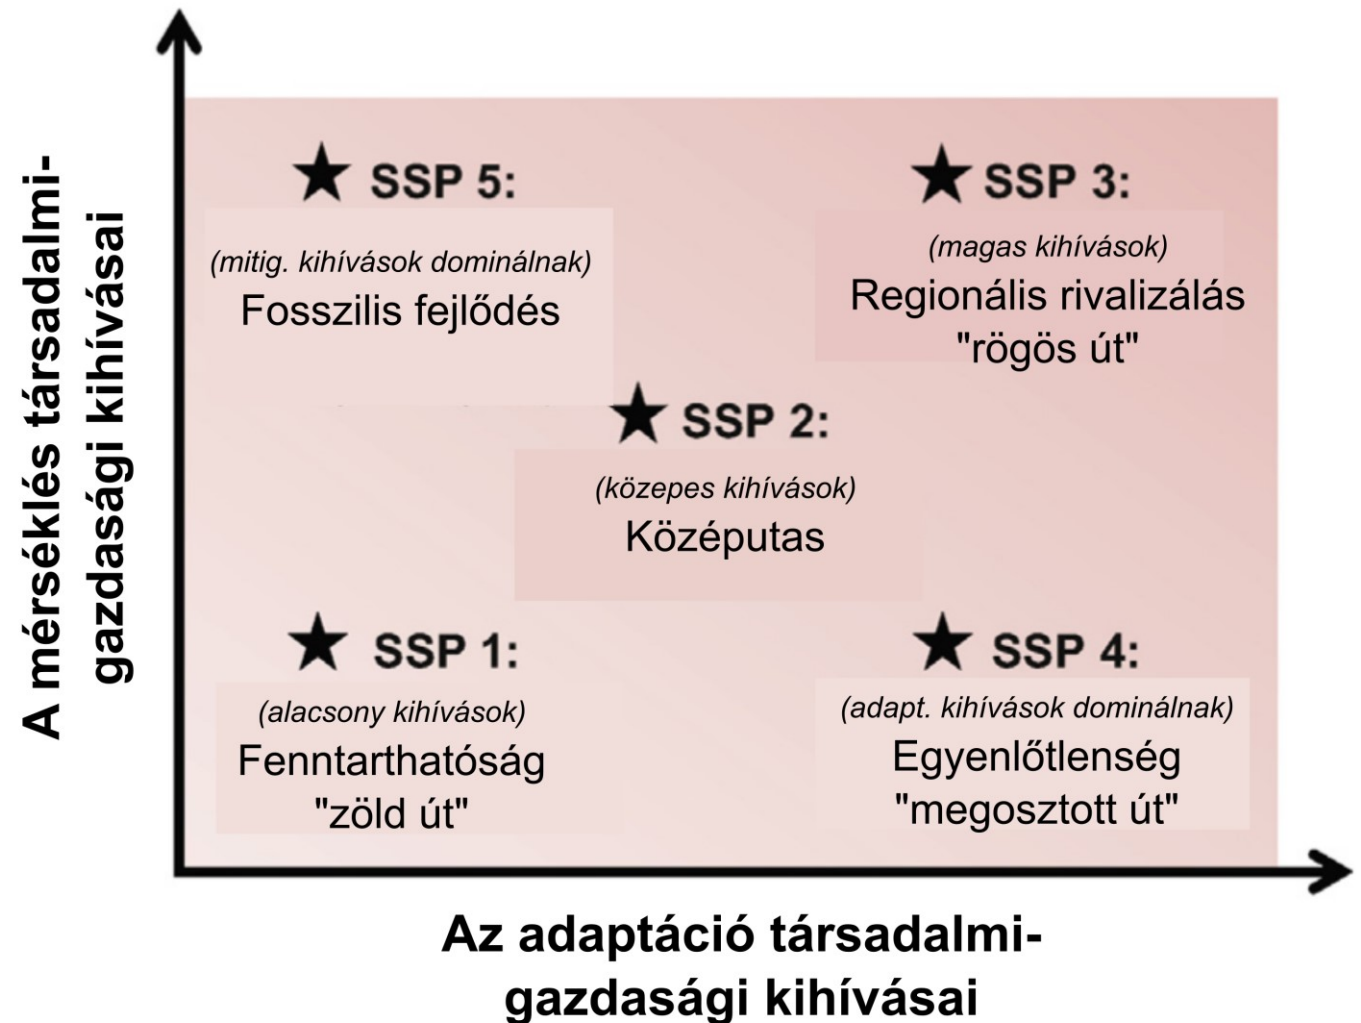 A mérséklés társadalmi-
gazdasági kihívásai
SSP 5:
(mitig. kihívások dominálnak)
Fosszilis fejlődés
SSP 3:
(magas kihívások)
Regionális rivalizálás
"rögös út"
SSP 2:
(közepes kihívások)
Középutas
SSP 1:
(alacsony kihívások)
Fenntarthatóság
"zöld út"
SSP 4:
(adapt. kihívások dominálnak)
Egyenlőtlenség
"megosztott út"
Az adaptáció társadalmi-
gazdasági kihívásai